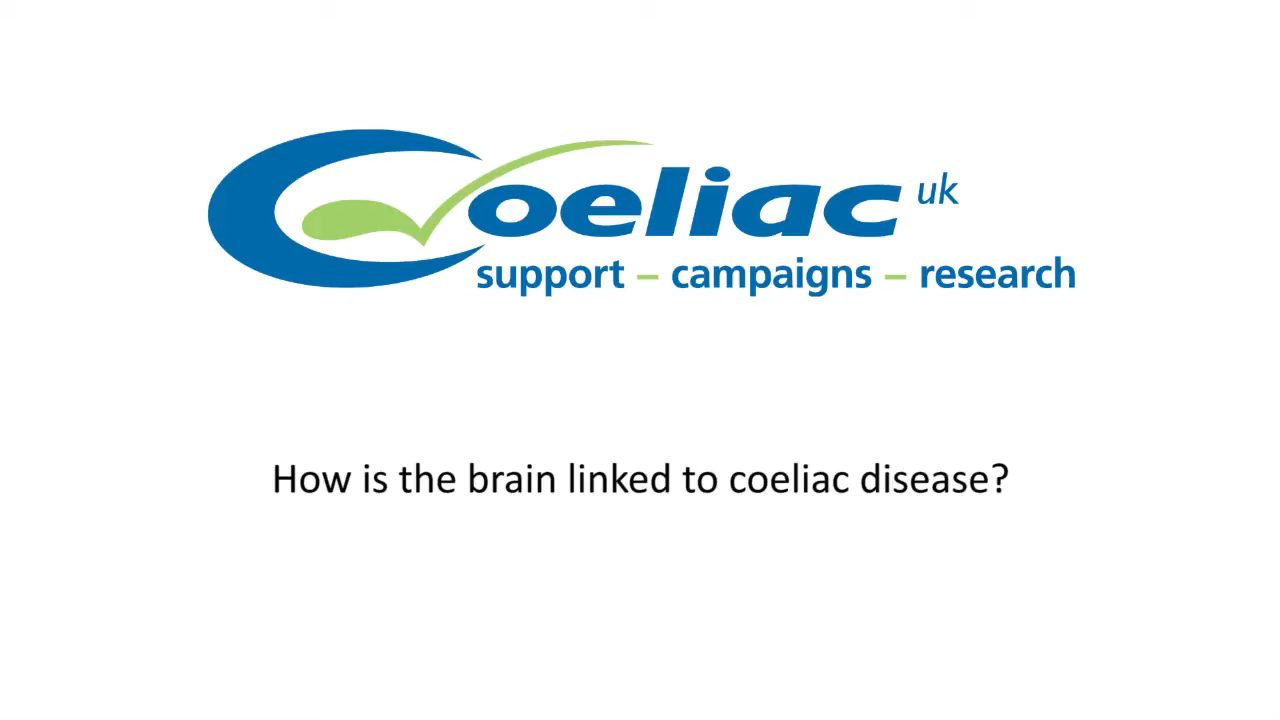 Coeliac uk
support – campaigns – research
How is the brain linked to coeliac disease?